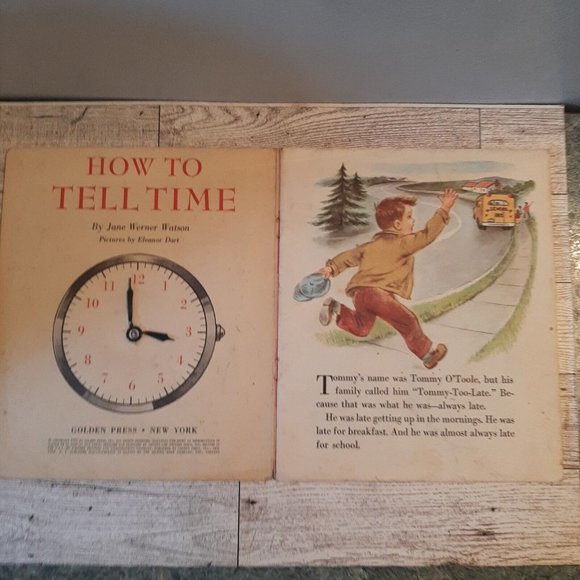 HOW TO
TELL TIME
By Jane Werner Watson
Pictures by Eleanor Dart
12
1
2
3
4
5
6
7
8
9
10
11
GOLDEN PRESS • NEW YORK
SCHOOL
BUS
Tommy's name was Tommy O'Toole, but his
family called him "Tommy-Too-Late." Be-
cause that was what he was—always late.
He was late getting up in the mornings. He was
late for breakfast. And he was almost always late
for school.